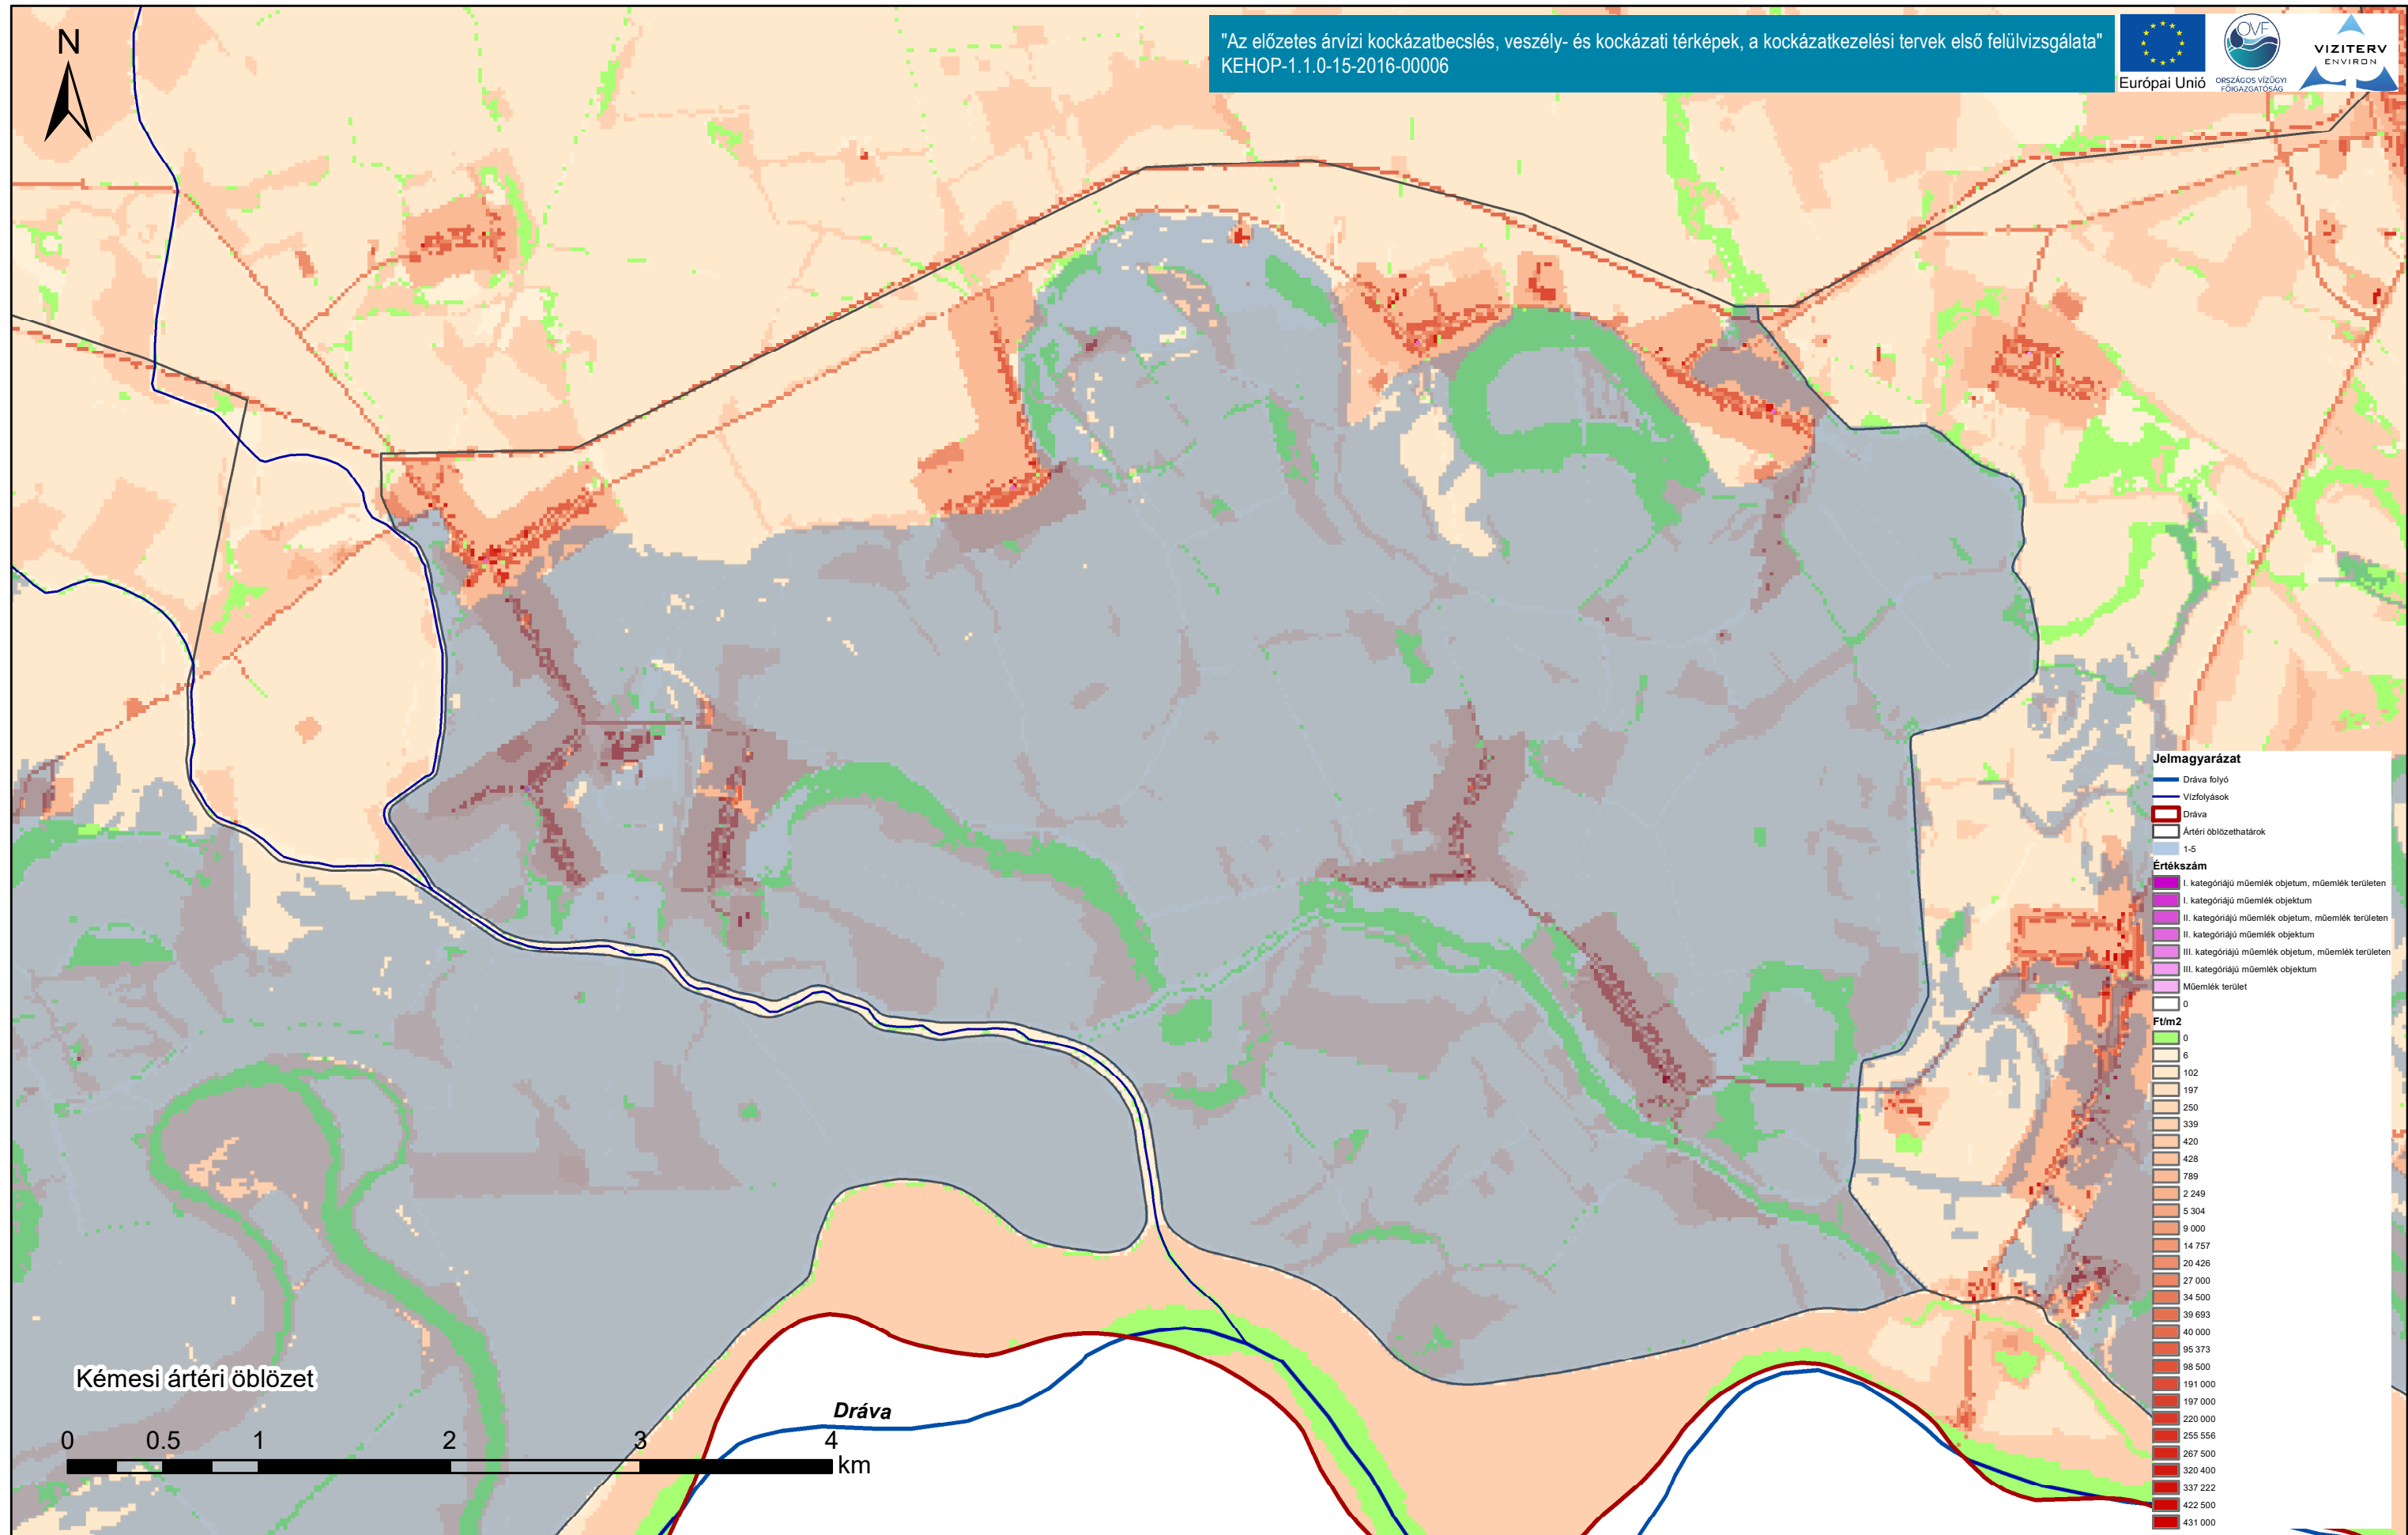 N
"Az előzetes árvízi kockázatbecslés, veszély- és kockázati térképek, a kockázatkezelési tervek első felülvizsgálata"
KEHOP-1.1.0-15-2016-00006
Európai Unió
OVF
ORSZÁGOS VÍZÜGYI
FŐIGAZGATÓSÁG
VIZITERV
ENVIRON
Jelmagyarázat
Dráva folyó
Vízfolyások
Dráva
Ártéri öblözethatárok
1-5
Értékszám
I. kategóriájú műemlék objetum, műemlék területen
I. kategóriájú műemlék objektum
II. kategóriájú műemlék objetum, műemlék területen
II. kategóriájú műemlék objektum
III. kategóriájú műemlék objetum, műemlék területen
III. kategóriájú műemlék objektum
Műemlék terület
0
Ft/m2
0
6
102
197
250
339
420
428
789
2 249
5 304
9 000
14 757
20 426
27 000
34 500
39 693
40 000
95 373
98 500
191 000
197 000
220 000
255 556
267 500
320 400
337 222
422 500
431 000
Kémesi ártéri öblözet
Dráva
0 0.5 1 2 3 4
km